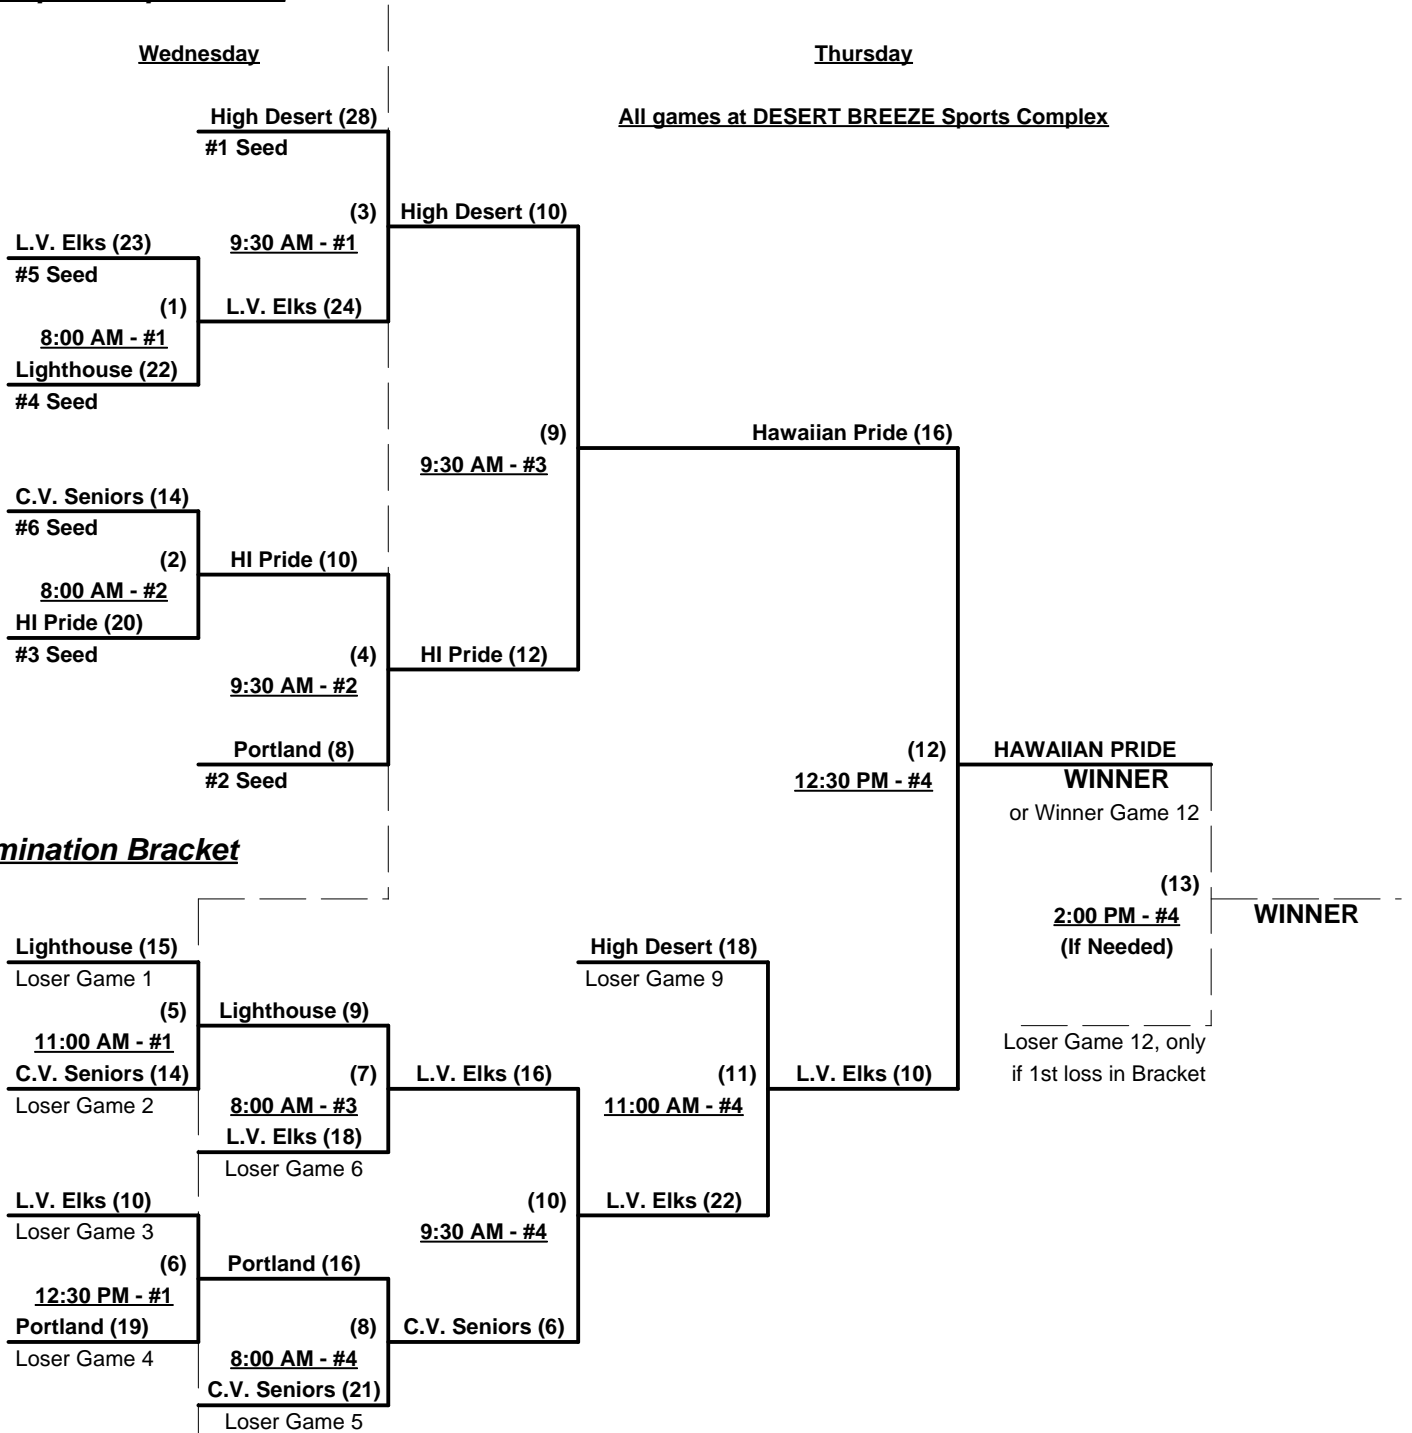 Wednesday
Thursday
High Desert (28)
All games at DESERT BREEZE Sports Complex
#1 Seed
(3)
High Desert (10)
L.V. Elks (23)
9:30 AM - #1
#5 Seed
(1)
L.V. Elks (24)
8:00 AM - #1
Lighthouse (22)
#4 Seed
(9)
Hawaiian Pride (16)
9:30 AM - #3
C.V. Seniors (14)
#6 Seed
(2)
HI Pride (10)
8:00 AM - #2
HI Pride (20)
#3 Seed
(4)
HI Pride (12)
9:30 AM - #2
Portland (8)
(12)
HAWAIIAN PRIDE
#2 Seed
12:30 PM - #4
WINNER
or Winner Game 12
mination Bracket
(13)
2:00 PM - #4
WINNER
(If Needed)
Lighthouse (15)
High Desert (18)
Loser Game 1
Loser Game 9
(5)
Lighthouse (9)
11:00 AM - #1
Loser Game 12, only
C.V. Seniors (14)
(7)
L.V. Elks (16)
(11)
L.V. Elks (10)
if 1st loss in Bracket
Loser Game 2
8:00 AM - #3
11:00 AM - #4
L.V. Elks (18)
Loser Game 6
L.V. Elks (10)
(10)
L.V. Elks (22)
Loser Game 3
9:30 AM - #4
(6)
Portland (16)
12:30 PM - #1
Portland (19)
(8)
C.V. Seniors (6)
Loser Game 4
8:00 AM - #4
C.V. Seniors (21)
Loser Game 5